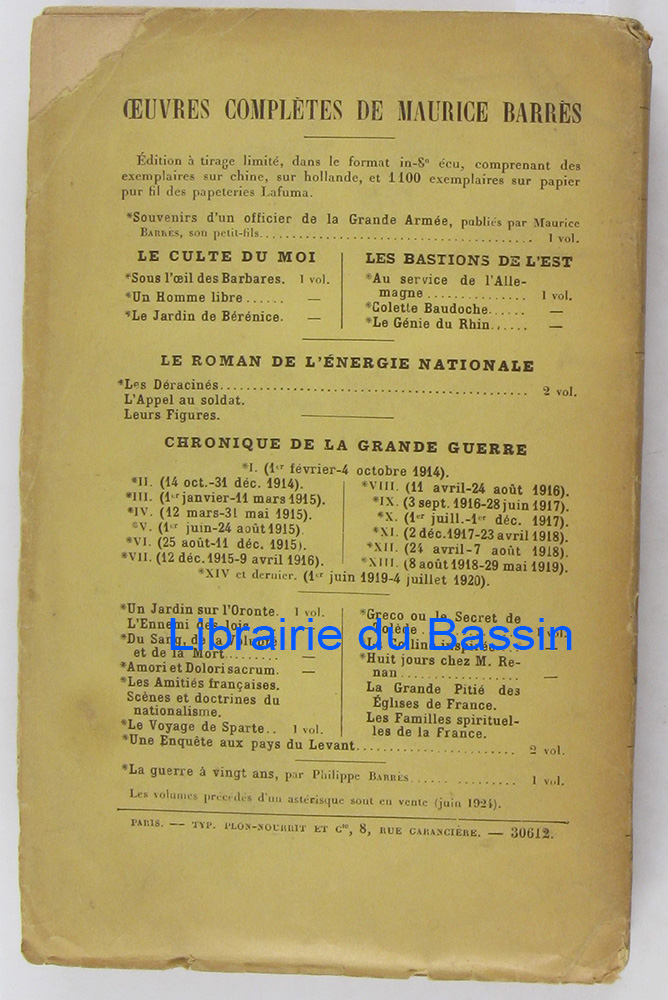 ŒUVRES COMPLÈTES DE MAURICE BARRÈS
Édition à tirage limité, dans le format in-8º écu, comprenant des
exemplaires sur chine, sur hollande, et 1100 exemplaires sur papier
pur fil des papeteries Lafuma.
*Souvenirs d'un officier de la Grande Armée, publiés par Maurice
BARRÈS, son petit-fils........ 1 vol.
LE CULTE DU MOI
*Sous l'œil des Barbares. 1 vol.
*Un Homme libre ...... —
*Le Jardin de Bérénice. —
LES BASTIONS DE L'EST
*Au service de l'Alle-
magne .............. 1 vol.
*Colette Baudoche...... —
*Le Génie du Rhin...... —
LE ROMAN DE L'ÉNERGIE NATIONALE
*Les Déracinés........ 2 vol.
L'Appel au soldat.
Leurs Figures.
CHRONIQUE DE LA GRANDE GUERRE
*I. (1er février-4 octobre 1914).
*II. (14 oct.-31 déc. 1914).
*III. (1er janvier-11 mars 1915).
*IV. (12 mars-31 mai 1915).
*V. (1er juin-24 août 1915).
*VI. (25 août-11 déc. 1915).
*VII. (12 déc. 1915-9 avril 1916).
*VIII. (11 avril-24 août 1916).
*IX. (3 sept. 1916-28 juin 1917).
*X. (1er juill.-1er déc. 1917).
*XI. (2 déc. 1917-23 avril 1918).
*XII. (24 avril-7 août 1918).
*XIII. (8 août 1918-29 mai 1919).
*XIV et dernier. (1er juin 1919-4 juillet 1920).
*Un Jardin sur l'Oronte. 1 vol.
L'Ennemi des lois
*Du Sang, de la
et de la Mort........ —
*Amori et Dolori sacrum. —
*Les Amitiés françaises.
Scènes et doctrines du
nationalisme.
*Le Voyage de Sparte.. 1 vol.
*Greco ou le Secret de
inspirée
*Huit jours chez M. Re-
nan................ —
La Grande Pitié des
Églises de France.
Les Familles spirituel-
les de la France.
*Une Enquête aux pays du Levant........ 2 vol.
*La guerre à vingt ans, par Philippe BARRÈS........ 1 vol.
Les volumes précédés d'un astérisque sont en vente (juin 1924).
PARIS. — TYP. PLON-NOURRIT ET Cie, 8, RUE GARANCIÈRE. — 30612.
Librairie du Bassin